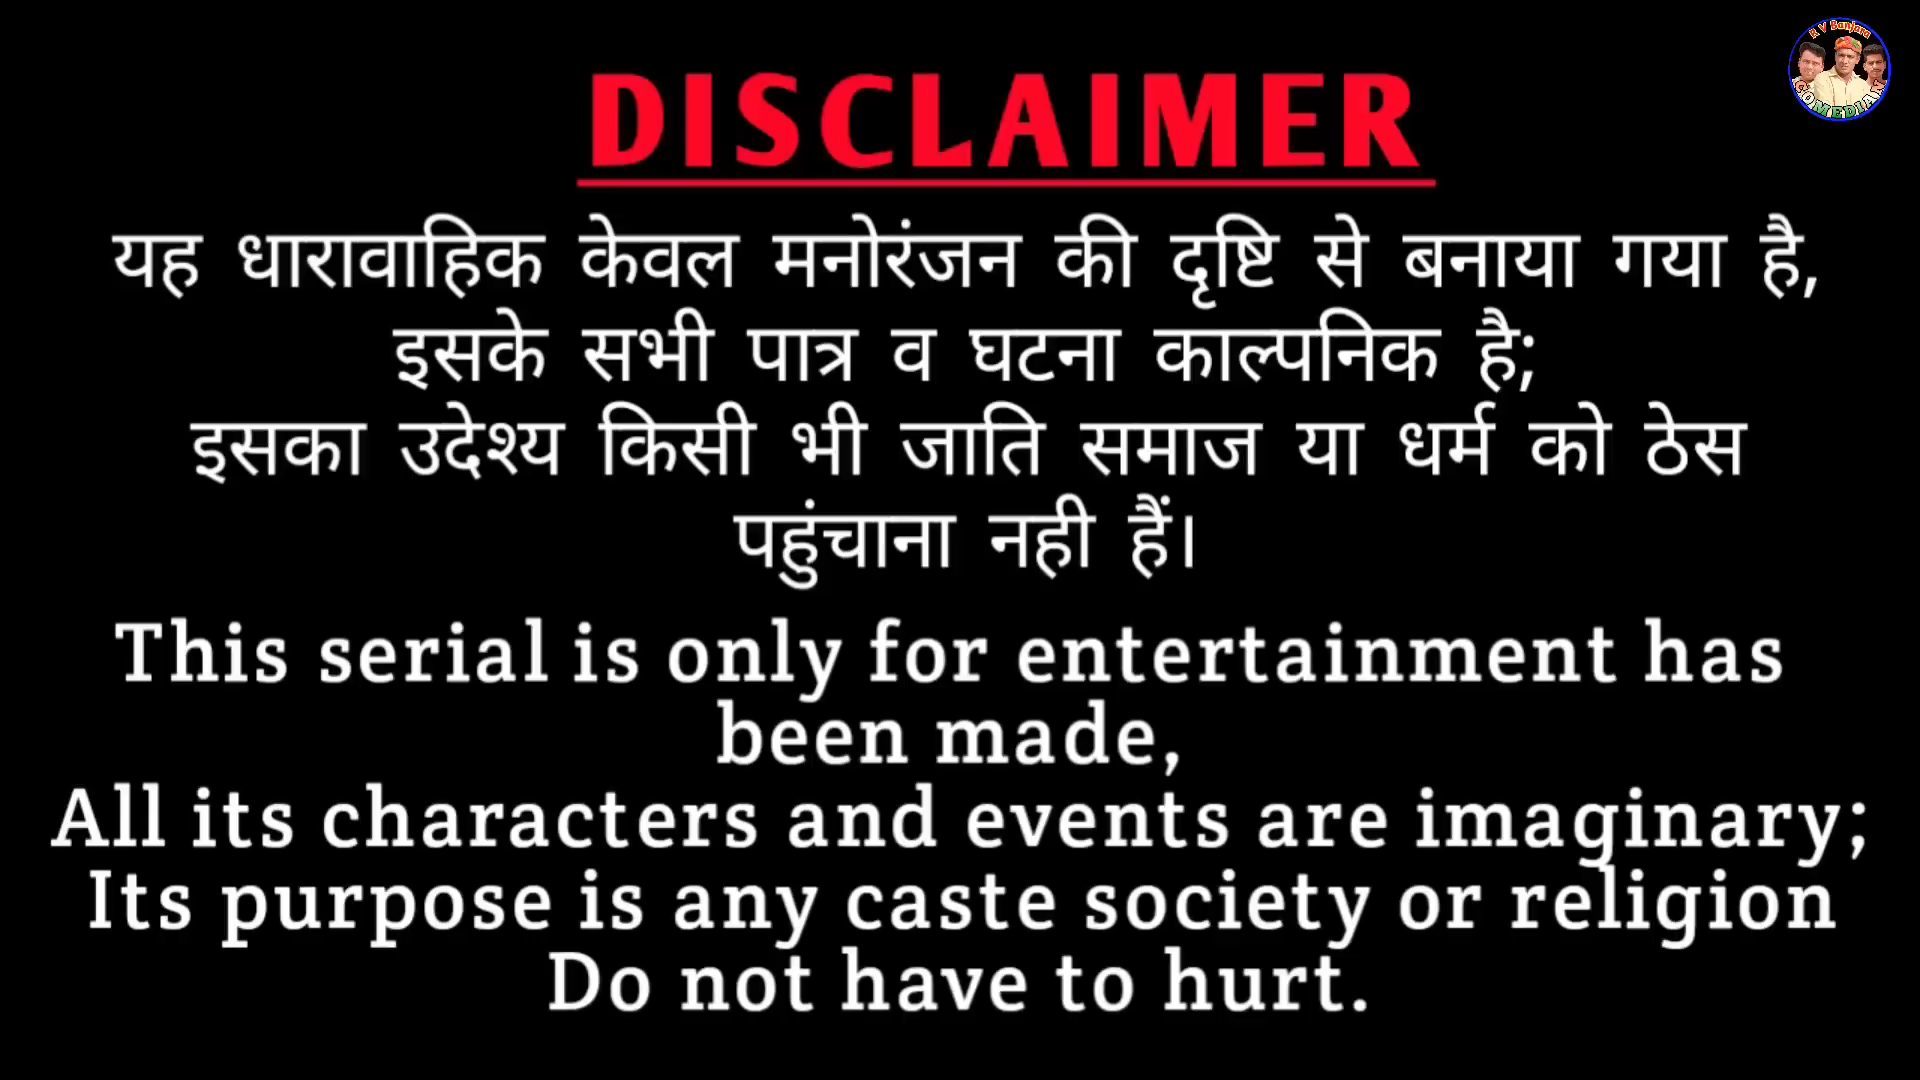 R V Sanjara
COMEDIAN
DISCLAIMER
यह धारावाहिक केवल मनोरंजन की दृष्टि से बनाया गया है,
इसके सभी पात्र व घटना काल्पनिक है;
इसका उदेश्य किसी भी जाति समाज या धर्म को ठेस
पहुंचाना नही हैं।
This serial is only for entertainment has
been made,
All its characters and events are imaginary;
Its purpose is any caste society or religion
Do not have to hurt.